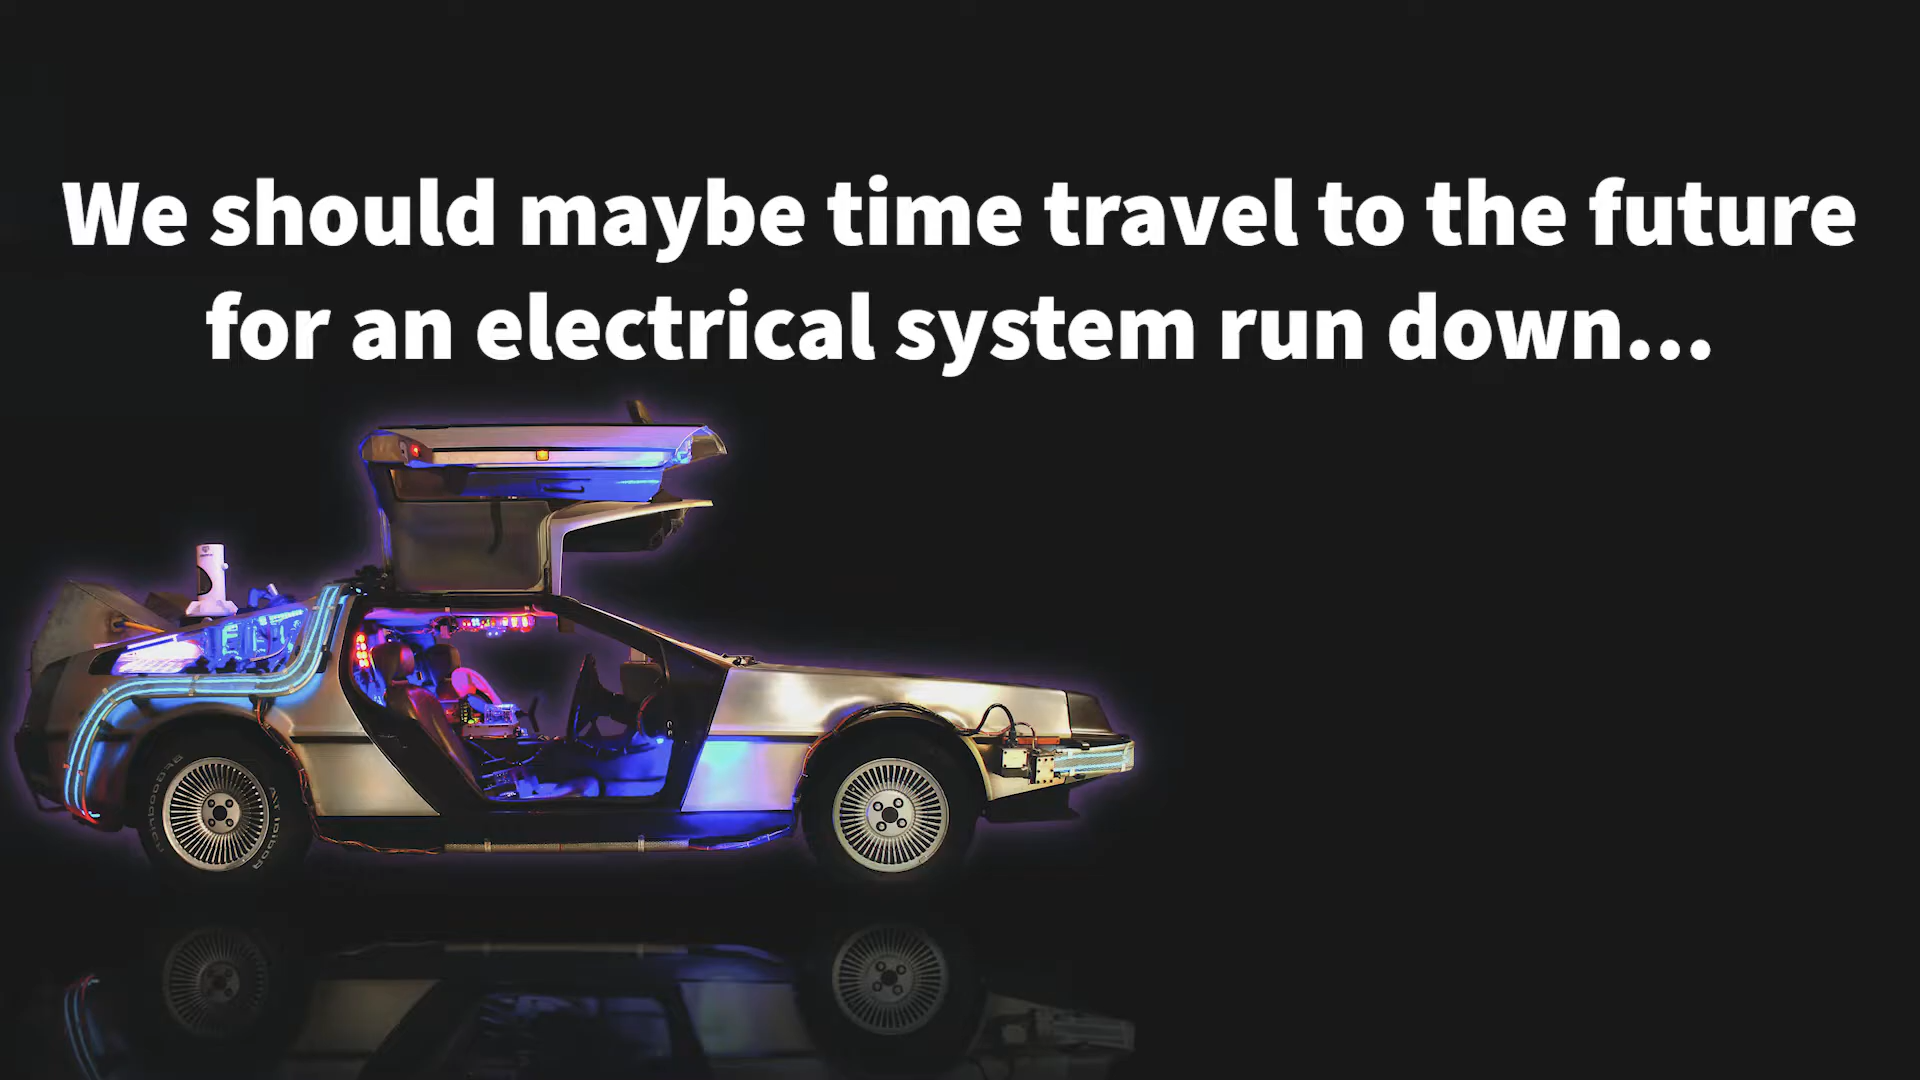 We should maybe time travel to the future
for an electrical system run down...